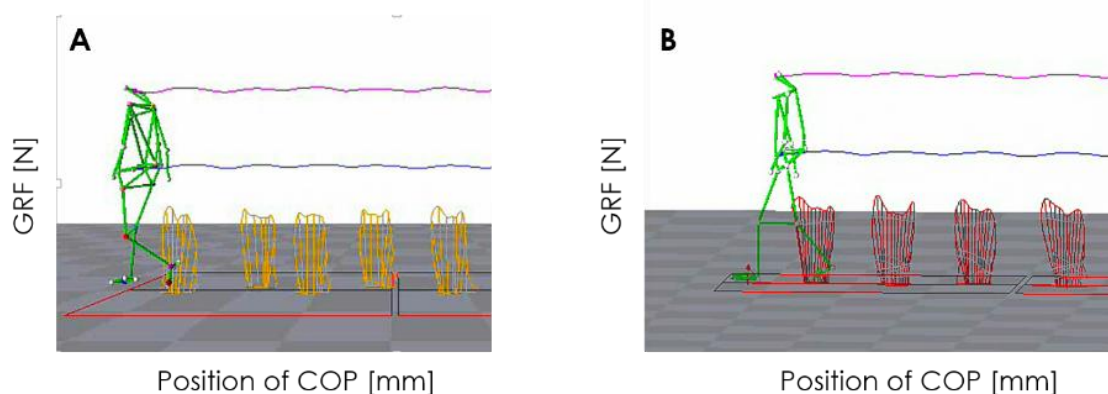 A
B
GRF [N]
GRF [N]
Position of COP [mm]
Position of COP [mm]